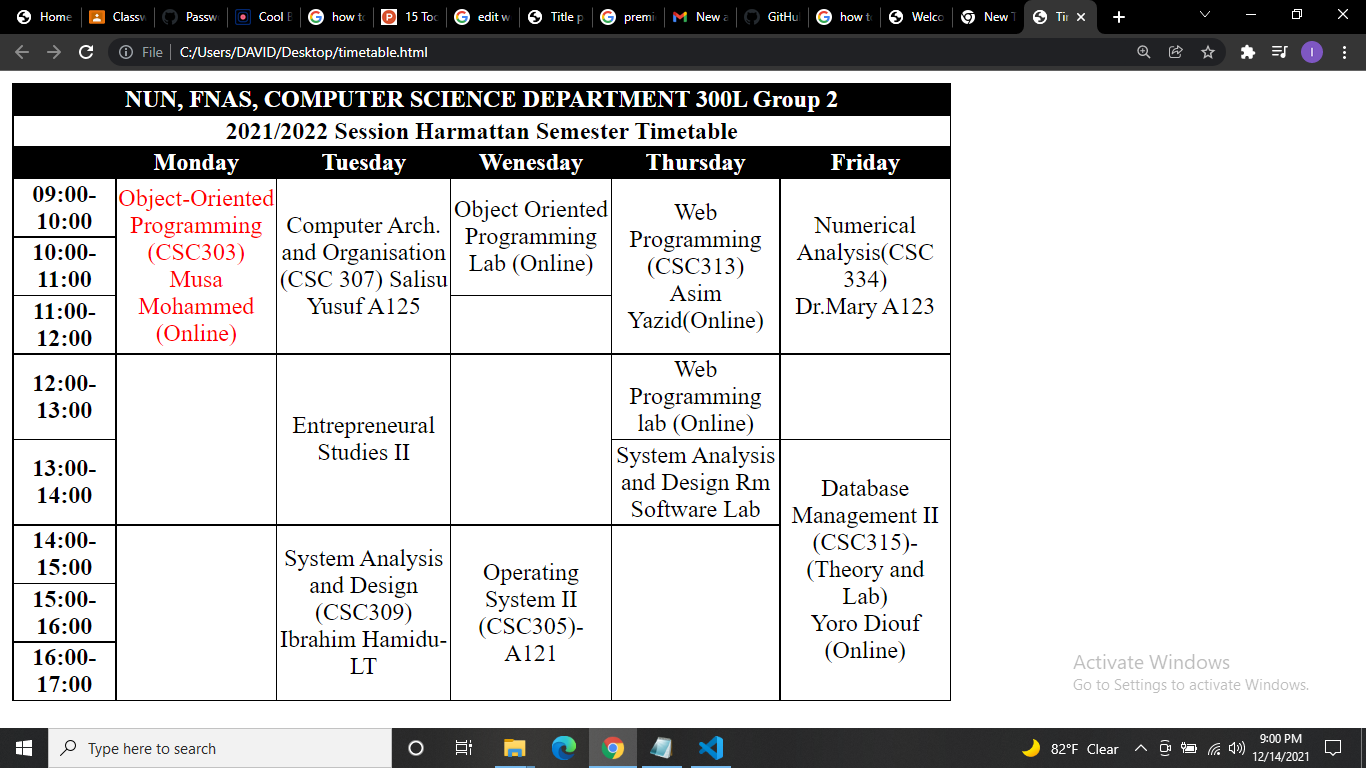 Home
Classw
Passw
Cool B
how to
15 Too
edit w
Title p
premi
New a
GitHu
how to
Welco
New T
Tim
File
C:/Users/DAVID/Desktop/timetable.html
I
NUN, FNAS, COMPUTER SCIENCE DEPARTMENT 300L Group 2
2021/2022 Session Harmattan Semester Timetable
Monday Tuesday Wenesday Thursday Friday
09:00-
10:00
10:00-
11:00
11:00-
12:00
Object-Oriented
Programming
(CSC303)
Musa
Mohammed
(Online)
Computer Arch.
and Organisation
(CSC 307) Salisu
Yusuf A125
Object Oriented
Programming
Lab (Online)
Web
Programming
(CSC313)
Asim
Yazid(Online)
Numerical
Analysis(CSC
334)
Dr.Mary A123
12:00-
13:00
Entrepreneural
Studies II
Web
Programming
lab (Online)
13:00-
14:00
System Analysis
and Design Rm
Software Lab
Database
Management II
(CSC315)-
(Theory and
Lab)
Yoro Diouf
(Online)
14:00-
15:00
15:00-
16:00
16:00-
17:00
System Analysis
and Design
(CSC309)
Ibrahim Hamidu-
LT
Operating
System II
(CSC305)-
A121
Activate Windows
Go to Settings to activate Windows.
Type here to search
82°F Clear
9:00 PM
12/14/2021